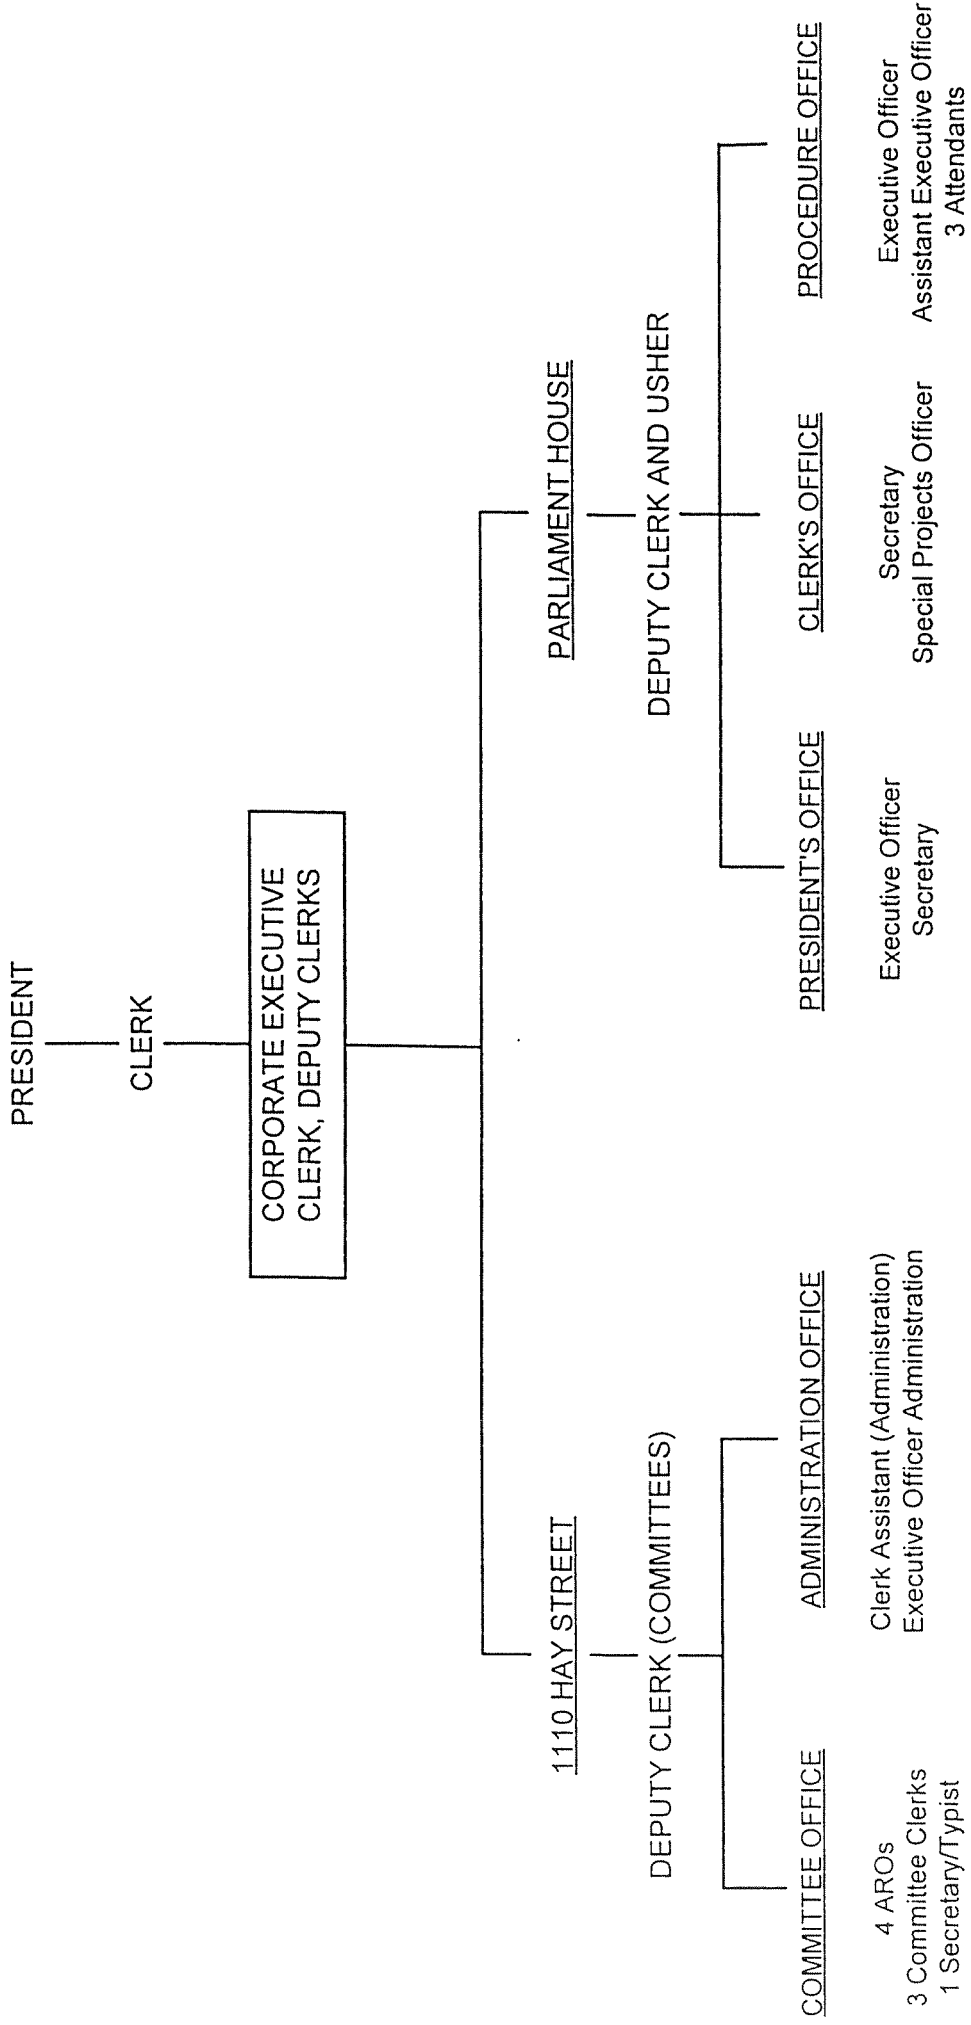 PRESIDENT
CLERK
CORPORATE EXECUTIVE
CLERK, DEPUTY CLERKS
1110 HAY STREET
DEPUTY CLERK (COMMITTEES)
COMMITTEE OFFICE
4 AROs
3 Committee Clerks
1 Secretary/Typist
ADMINISTRATION OFFICE
Clerk Assistant (Administration)
Executive Officer Administration
PARLIAMENT HOUSE
DEPUTY CLERK AND USHER
PRESIDENT'S OFFICE
Executive Officer
Secretary
CLERK'S OFFICE
Secretary
Special Projects Officer
PROCEDURE OFFICE
Executive Officer
Assistant Executive Officer
3 Attendants